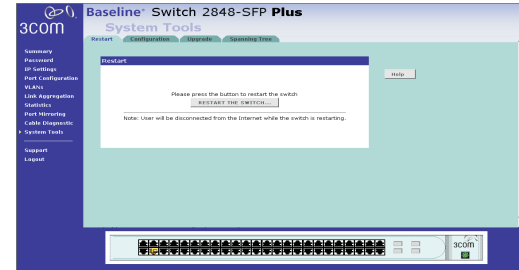 3COM
Baseline Switch 2848-SFP Plus
System Tools
Restart Configuration Upgrade Spanning Tree
Summary
Password
IP Settings
Port Configuration
VLANs
Link Aggregation
Statistics
Port Mirroring
Cable Diagnostic
System Tools
Support
Logout
Restart
Please press the button to restart the switch
RESTART THE SWITCH...
Note: User will be disconnected from the Internet while the switch is restarting.
Help
3COM